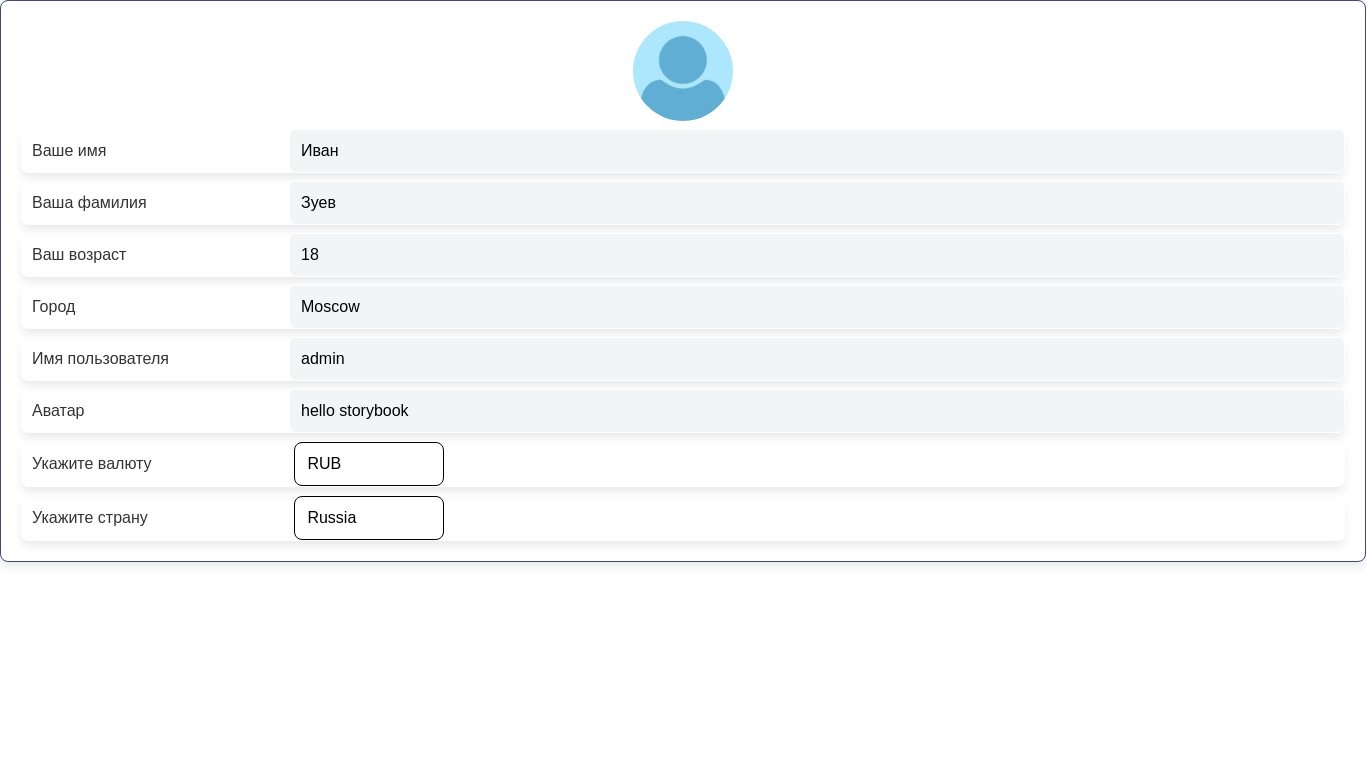 Ваше имя Иван
Ваша фамилия Зуев
Ваш возраст 18
Город Moscow
Имя пользователя admin
Аватар hello storybook
Укажите валюту RUB
Укажите страну Russia